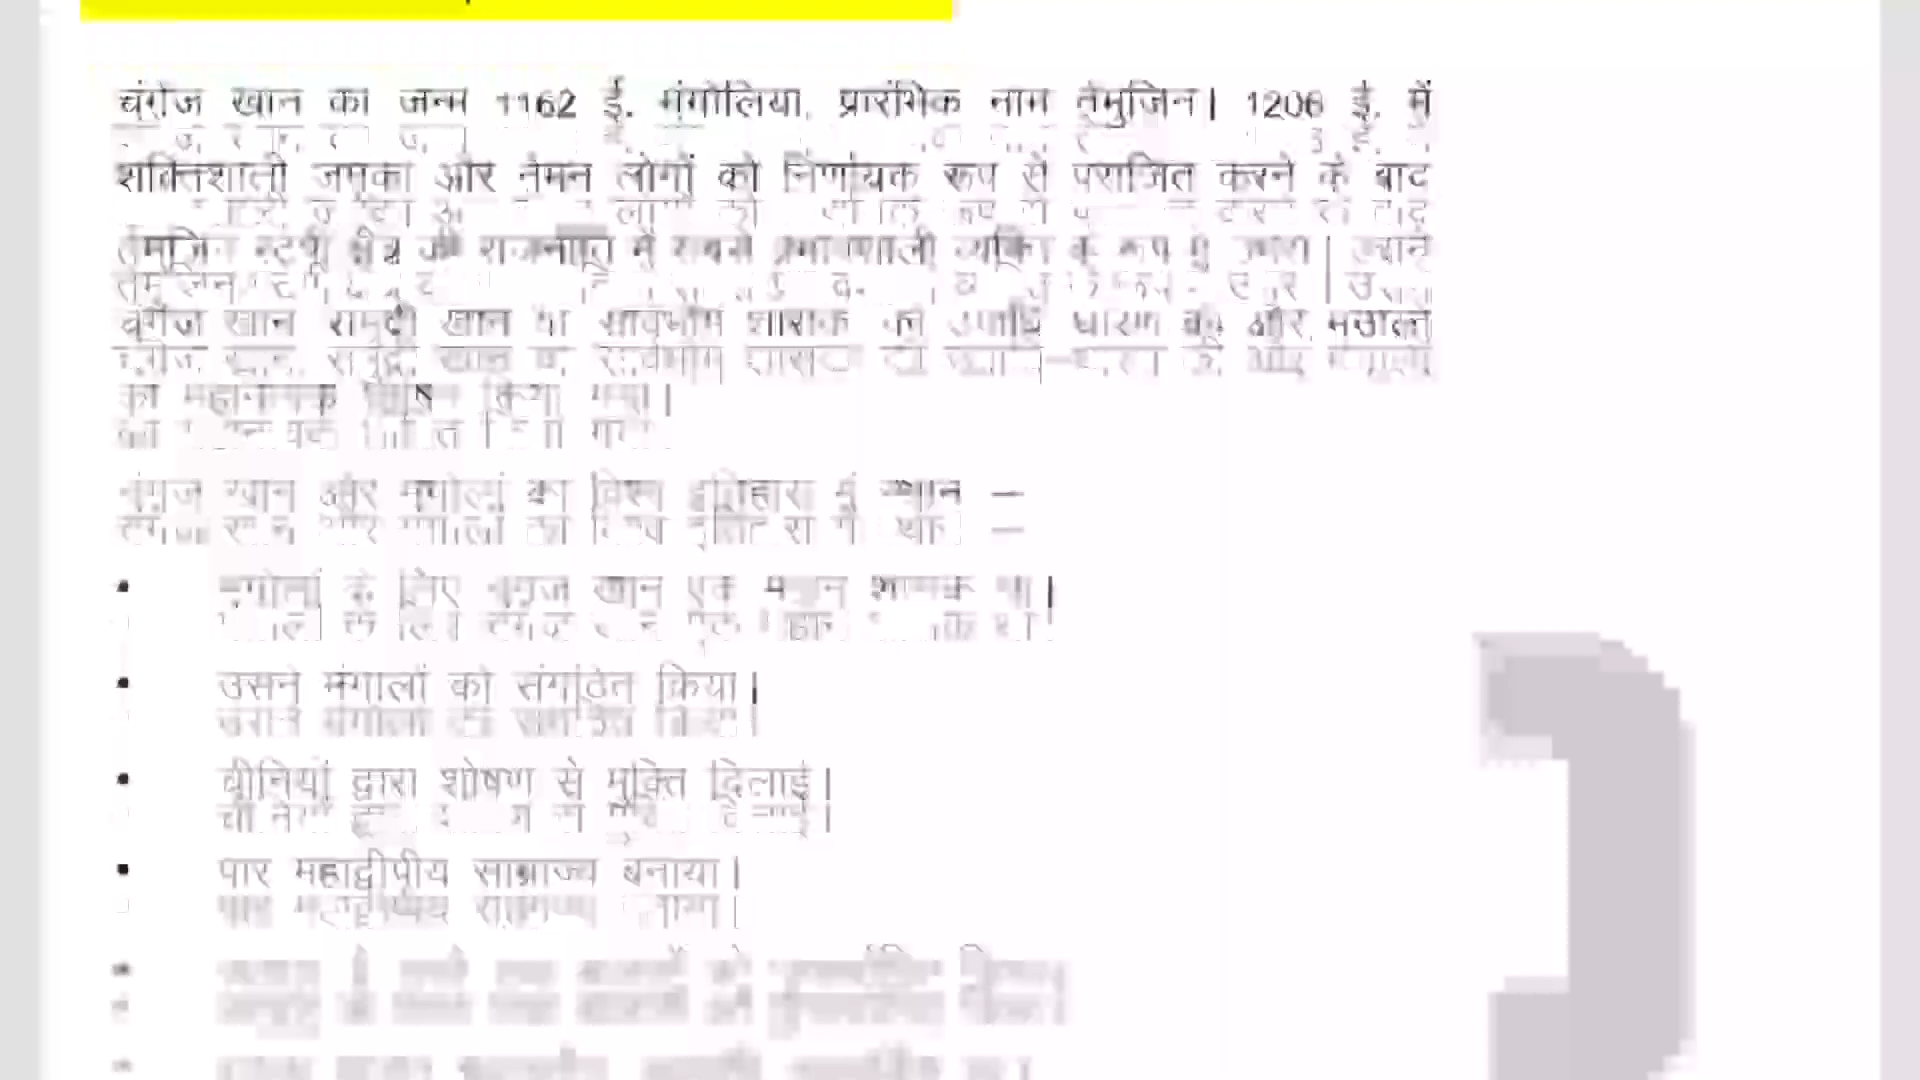 चंगेज खान का जन्म 1162 ई. मंगोलिया, प्रारंभिक नाम तेमुजिन। 1206 ई. में
शक्तिशाली जमूका और नेमन लोगों को निर्णायक रूप से पराजित करने के बाद
तेमुजिन स्टेपी क्षेत्र की राजनीति में सबसे प्रभावशाली व्यक्ति के रूप में उभरा। उसने
चंगेज खान समुद्री खान या सार्वभौम शासक की उपाधि धारण की और मंगोलों
का महानायक घोषित किया गया।
चंगेज खान और मंगोलों का विश्व इतिहास में स्थान –
• मंगोलों के लिए चंगेज खान एक महान शासक था।
• उसने मंगोलों को संगठित किया।
• चीनियों द्वारा शोषण से मुक्ति दिलाई।
• पार महाद्वीपीय साम्राज्य बनाया।